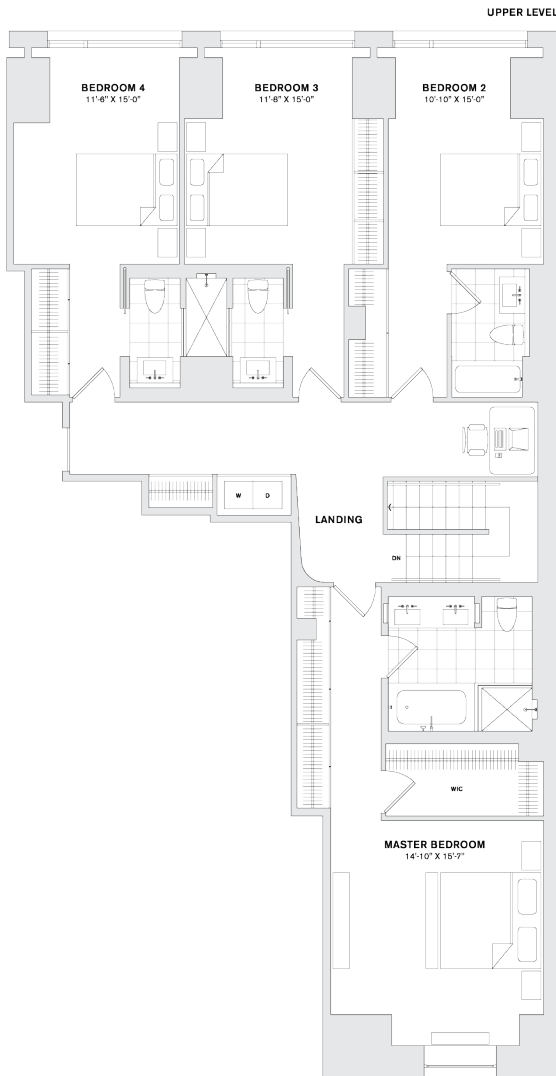 UPPER LEVEL
BEDROOM 4
11'-6" X 15'-0"
BEDROOM 3
11'-8" X 15'-0"
BEDROOM 2
10'-10" X 15'-0"
W D
LANDING
DN
WIC
MASTER BEDROOM
14'-10" X 15'-7"